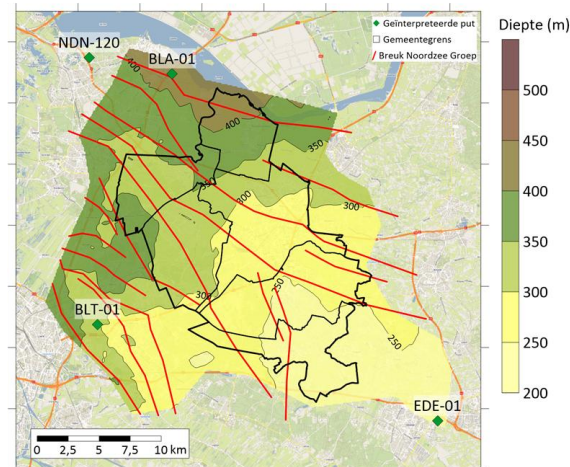 NDN-120
BLA-01
Geïnterpreteerde put
Gemeentegrens
Breuk Noordzee Groep
Diepte (m)
400
400
350
350
300
300
300
250
250
BLT-01
EDE-01
500
450
400
350
300
250
200
0 2,5 5 7,5 10 km